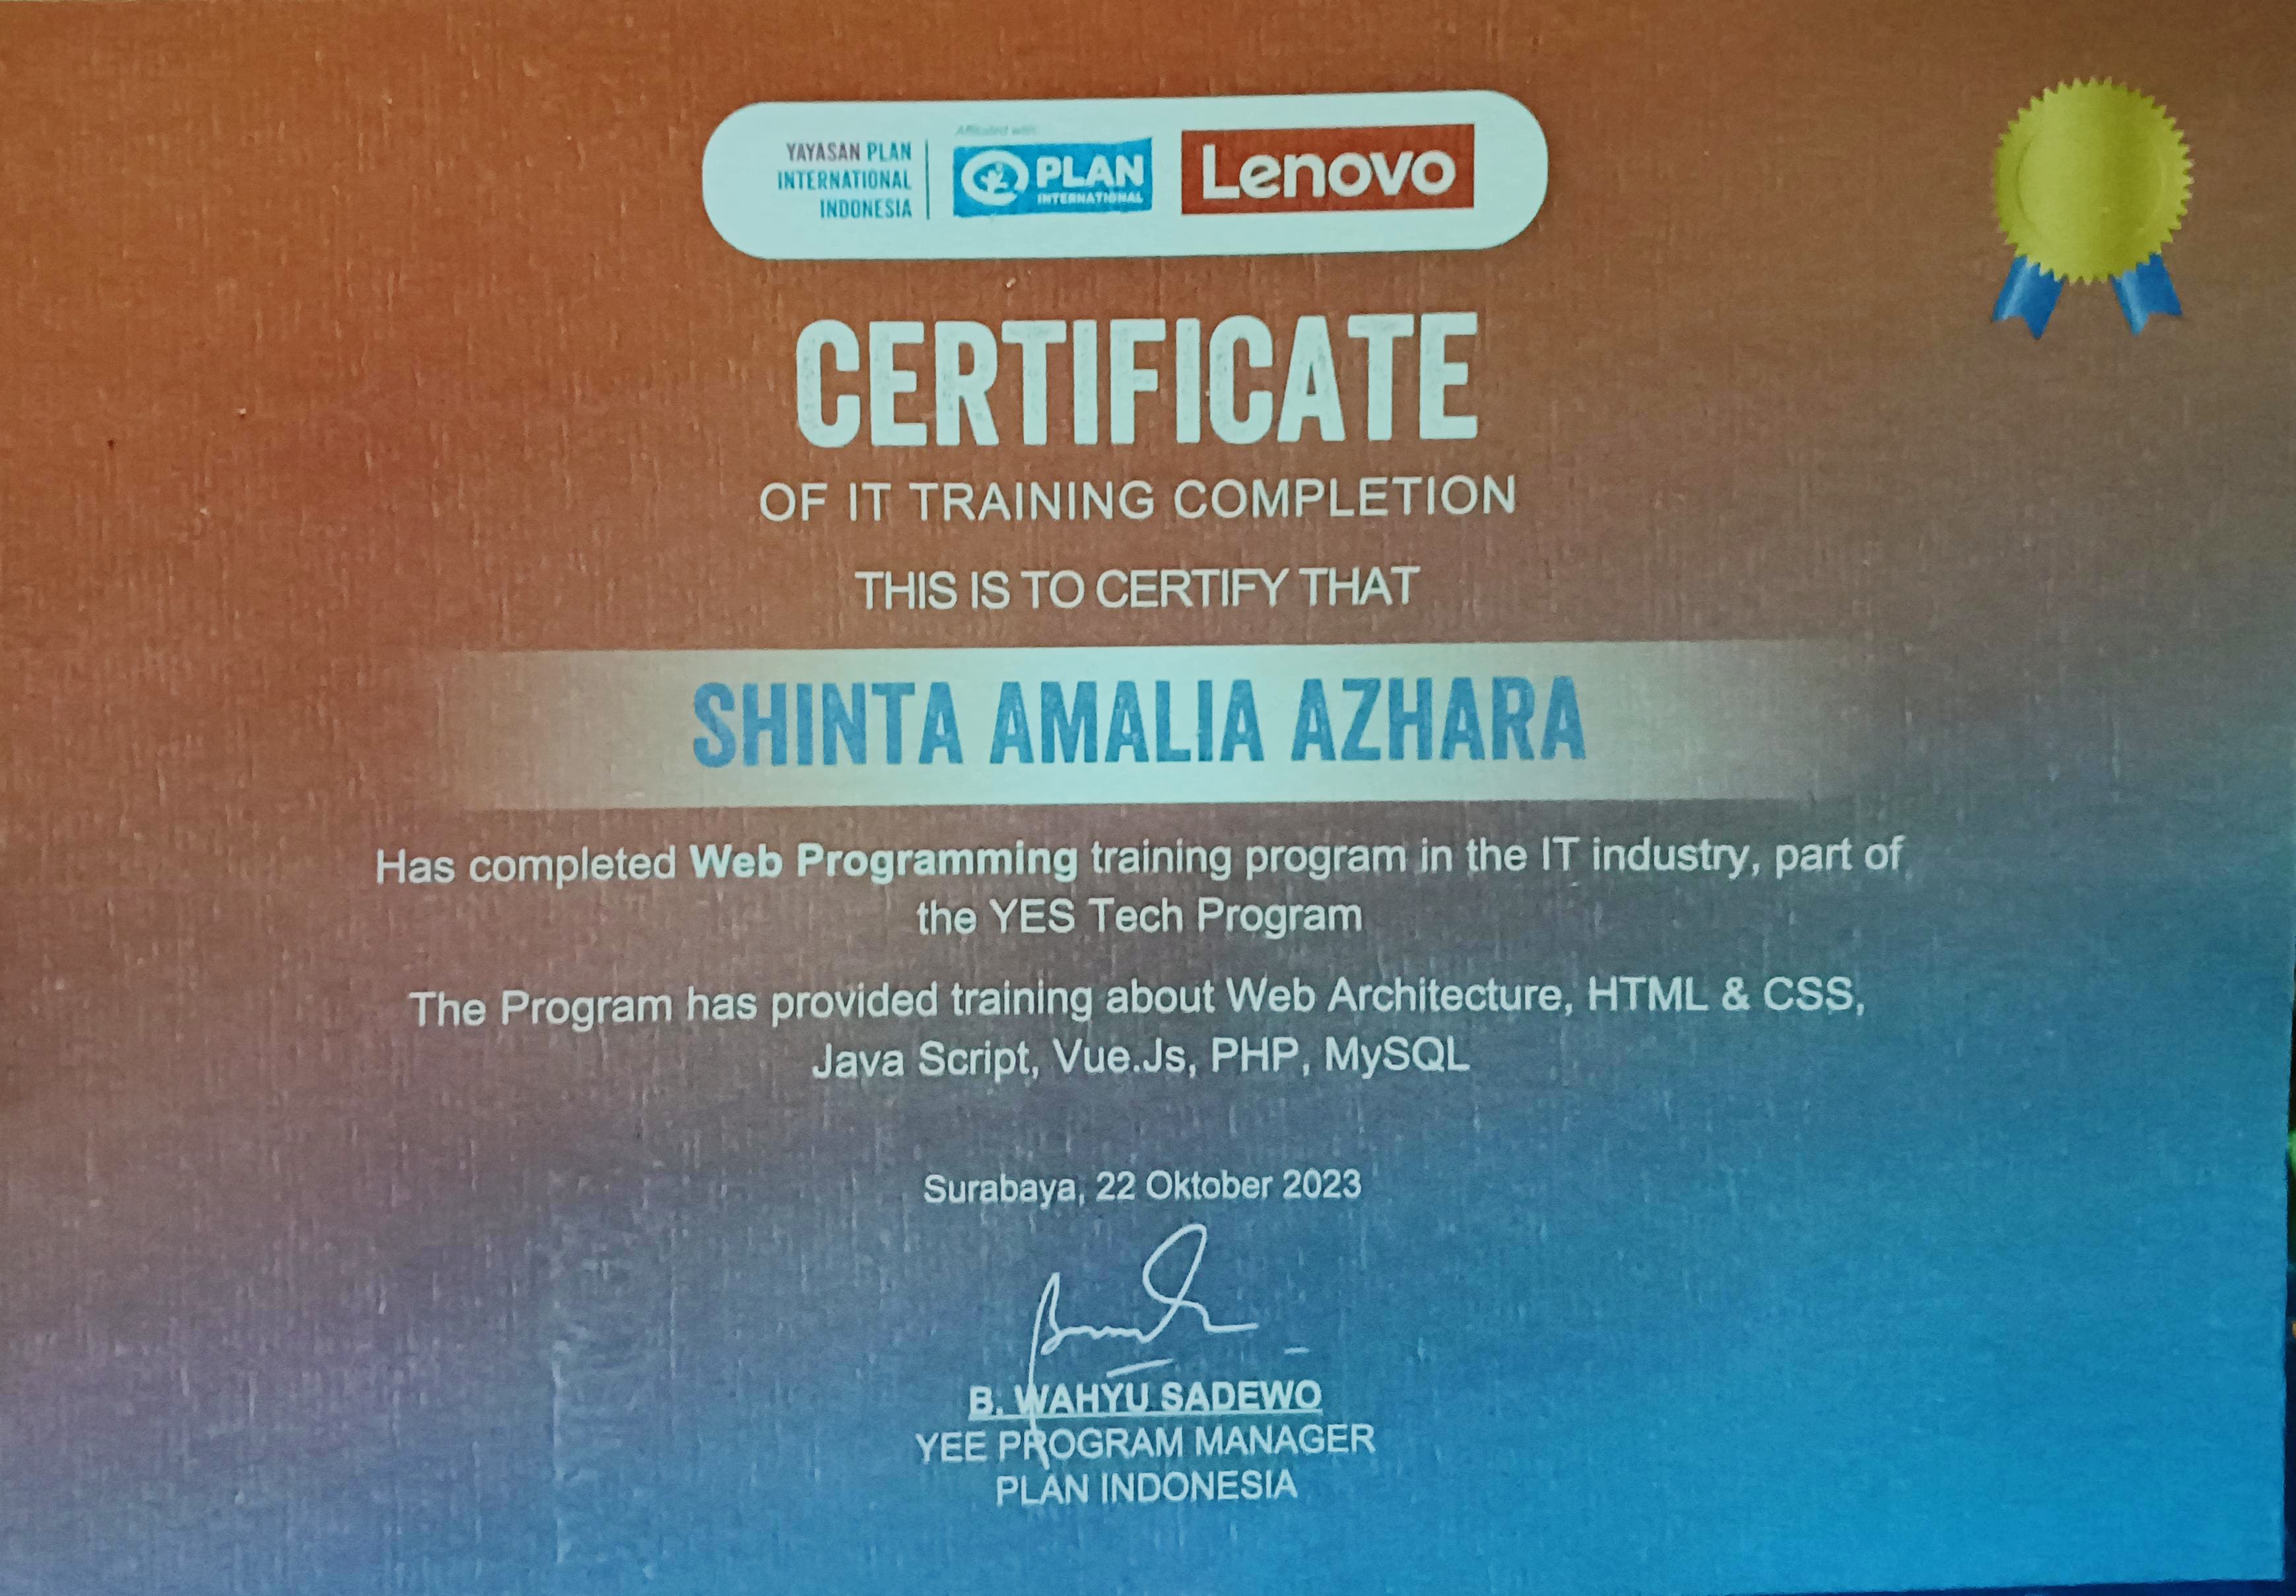 YAYASAN PLAN
INTERNATIONAL
INDONESIA
Affiliated with
PLAN
INTERNATIONAL
Lenovo
CERTIFICATE
OF IT TRAINING COMPLETION
THIS IS TO CERTIFY THAT
SHINTA AMALIA AZHARA
Has completed Web Programming training program in the IT industry, part of
the YES Tech Program
The Program has provided training about Web Architecture, HTML & CSS,
Java Script, Vue.Js, PHP, MySQL
Surabaya, 22 Oktober 2023
B. WAHYU SADEWO
YEE PROGRAM MANAGER
PLAN INDONESIA